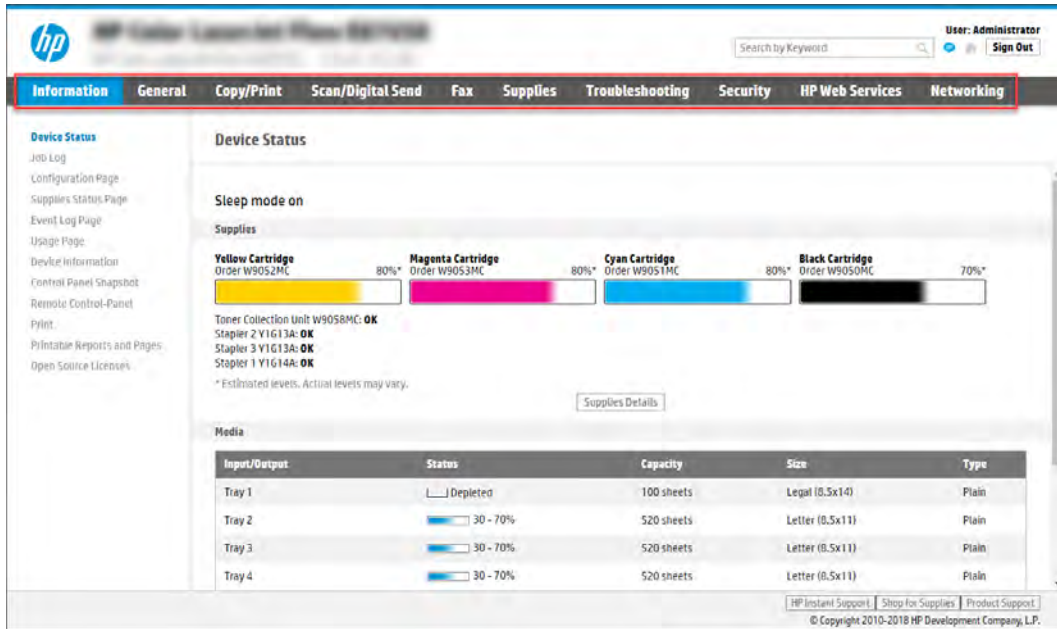 hp
User: Administrator
Search by Keyword
Sign Out
Information General Copy/Print Scan/Digital Send Fax Supplies Troubleshooting Security HP Web Services Networking
Device Status
Job Log
Configuration Page
Supplies Status Page
Event Log Page
Usage Page
Device Information
Control Panel Snapshot
Remote Control-Panel
Print
Printable Reports and Pages
Open Source Licenses
Device Status
Sleep mode on
Supplies
Yellow Cartridge Magenta Cartridge Cyan Cartridge Black Cartridge
Order W9052MC 80%* Order W9053MC 80%* Order W9051MC 80%* Order W9050MC 70%*
Toner Collection Unit W9058MC: OK
Stapler 2 Y1G13A: OK
Stapler 3 Y1G13A: OK
Stapler 1 Y1G14A: OK
* Estimated levels. Actual levels may vary.
Supplies Details
Media
Input/Output Status Capacity Size Type
Tray 1 Depleted 100 sheets Legal (8.5x14) Plain
Tray 2 30 - 70% 520 sheets Letter (8.5x11) Plain
Tray 3 30 - 70% 520 sheets Letter (8.5x11) Plain
Tray 4 30 - 70% 520 sheets Letter (8.5x11) Plain
HP Instant Support Shop for Supplies Product Support
© Copyright 2010-2018 HP Development Company, L.P.